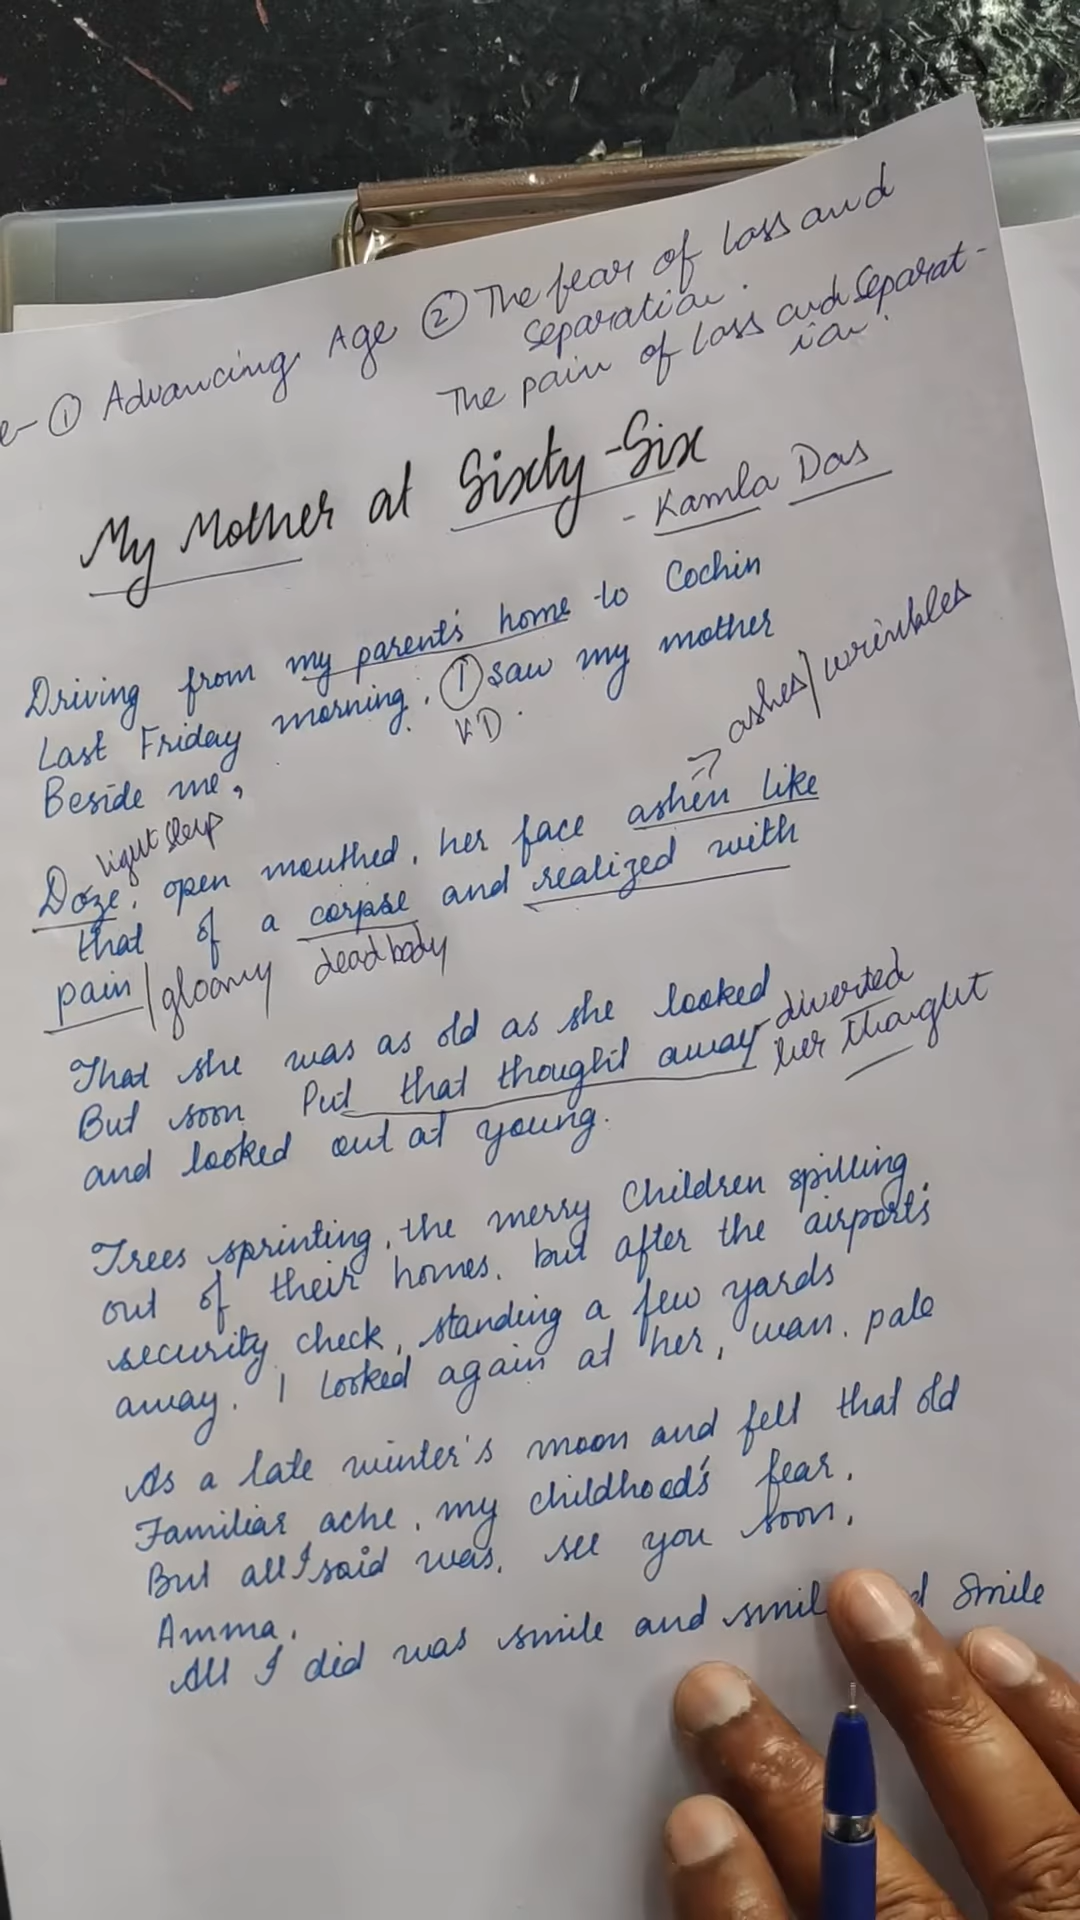 e- ① Advancing Age ② The fear of loss and
Separation.
The pain of loss and Separat-
ion.
My Mother at Sixty-Six
- Kamla Das
Driving from my parent's home to Cochin
Last Friday morning, I saw my mother
KD.
Beside me,
→ ashes/wrinkles
light sleep
Doze, open mouthed, her face ashen like
that of a corpse and realized with
pain/gloomy dead body
That she was as old as she looked
But soon Put that thought away - diverted
her thought
and looked out at young.
Trees sprinting, the merry children spilling
out of their homes, but after the airport's
security check, standing a few yards
away. I looked again at her, wan, pale
As a late winter's moon and felt that old
Familiar ache, my childhood's fear,
But all I said was, see you soon,
Amma,
All I did was smile and smile smile